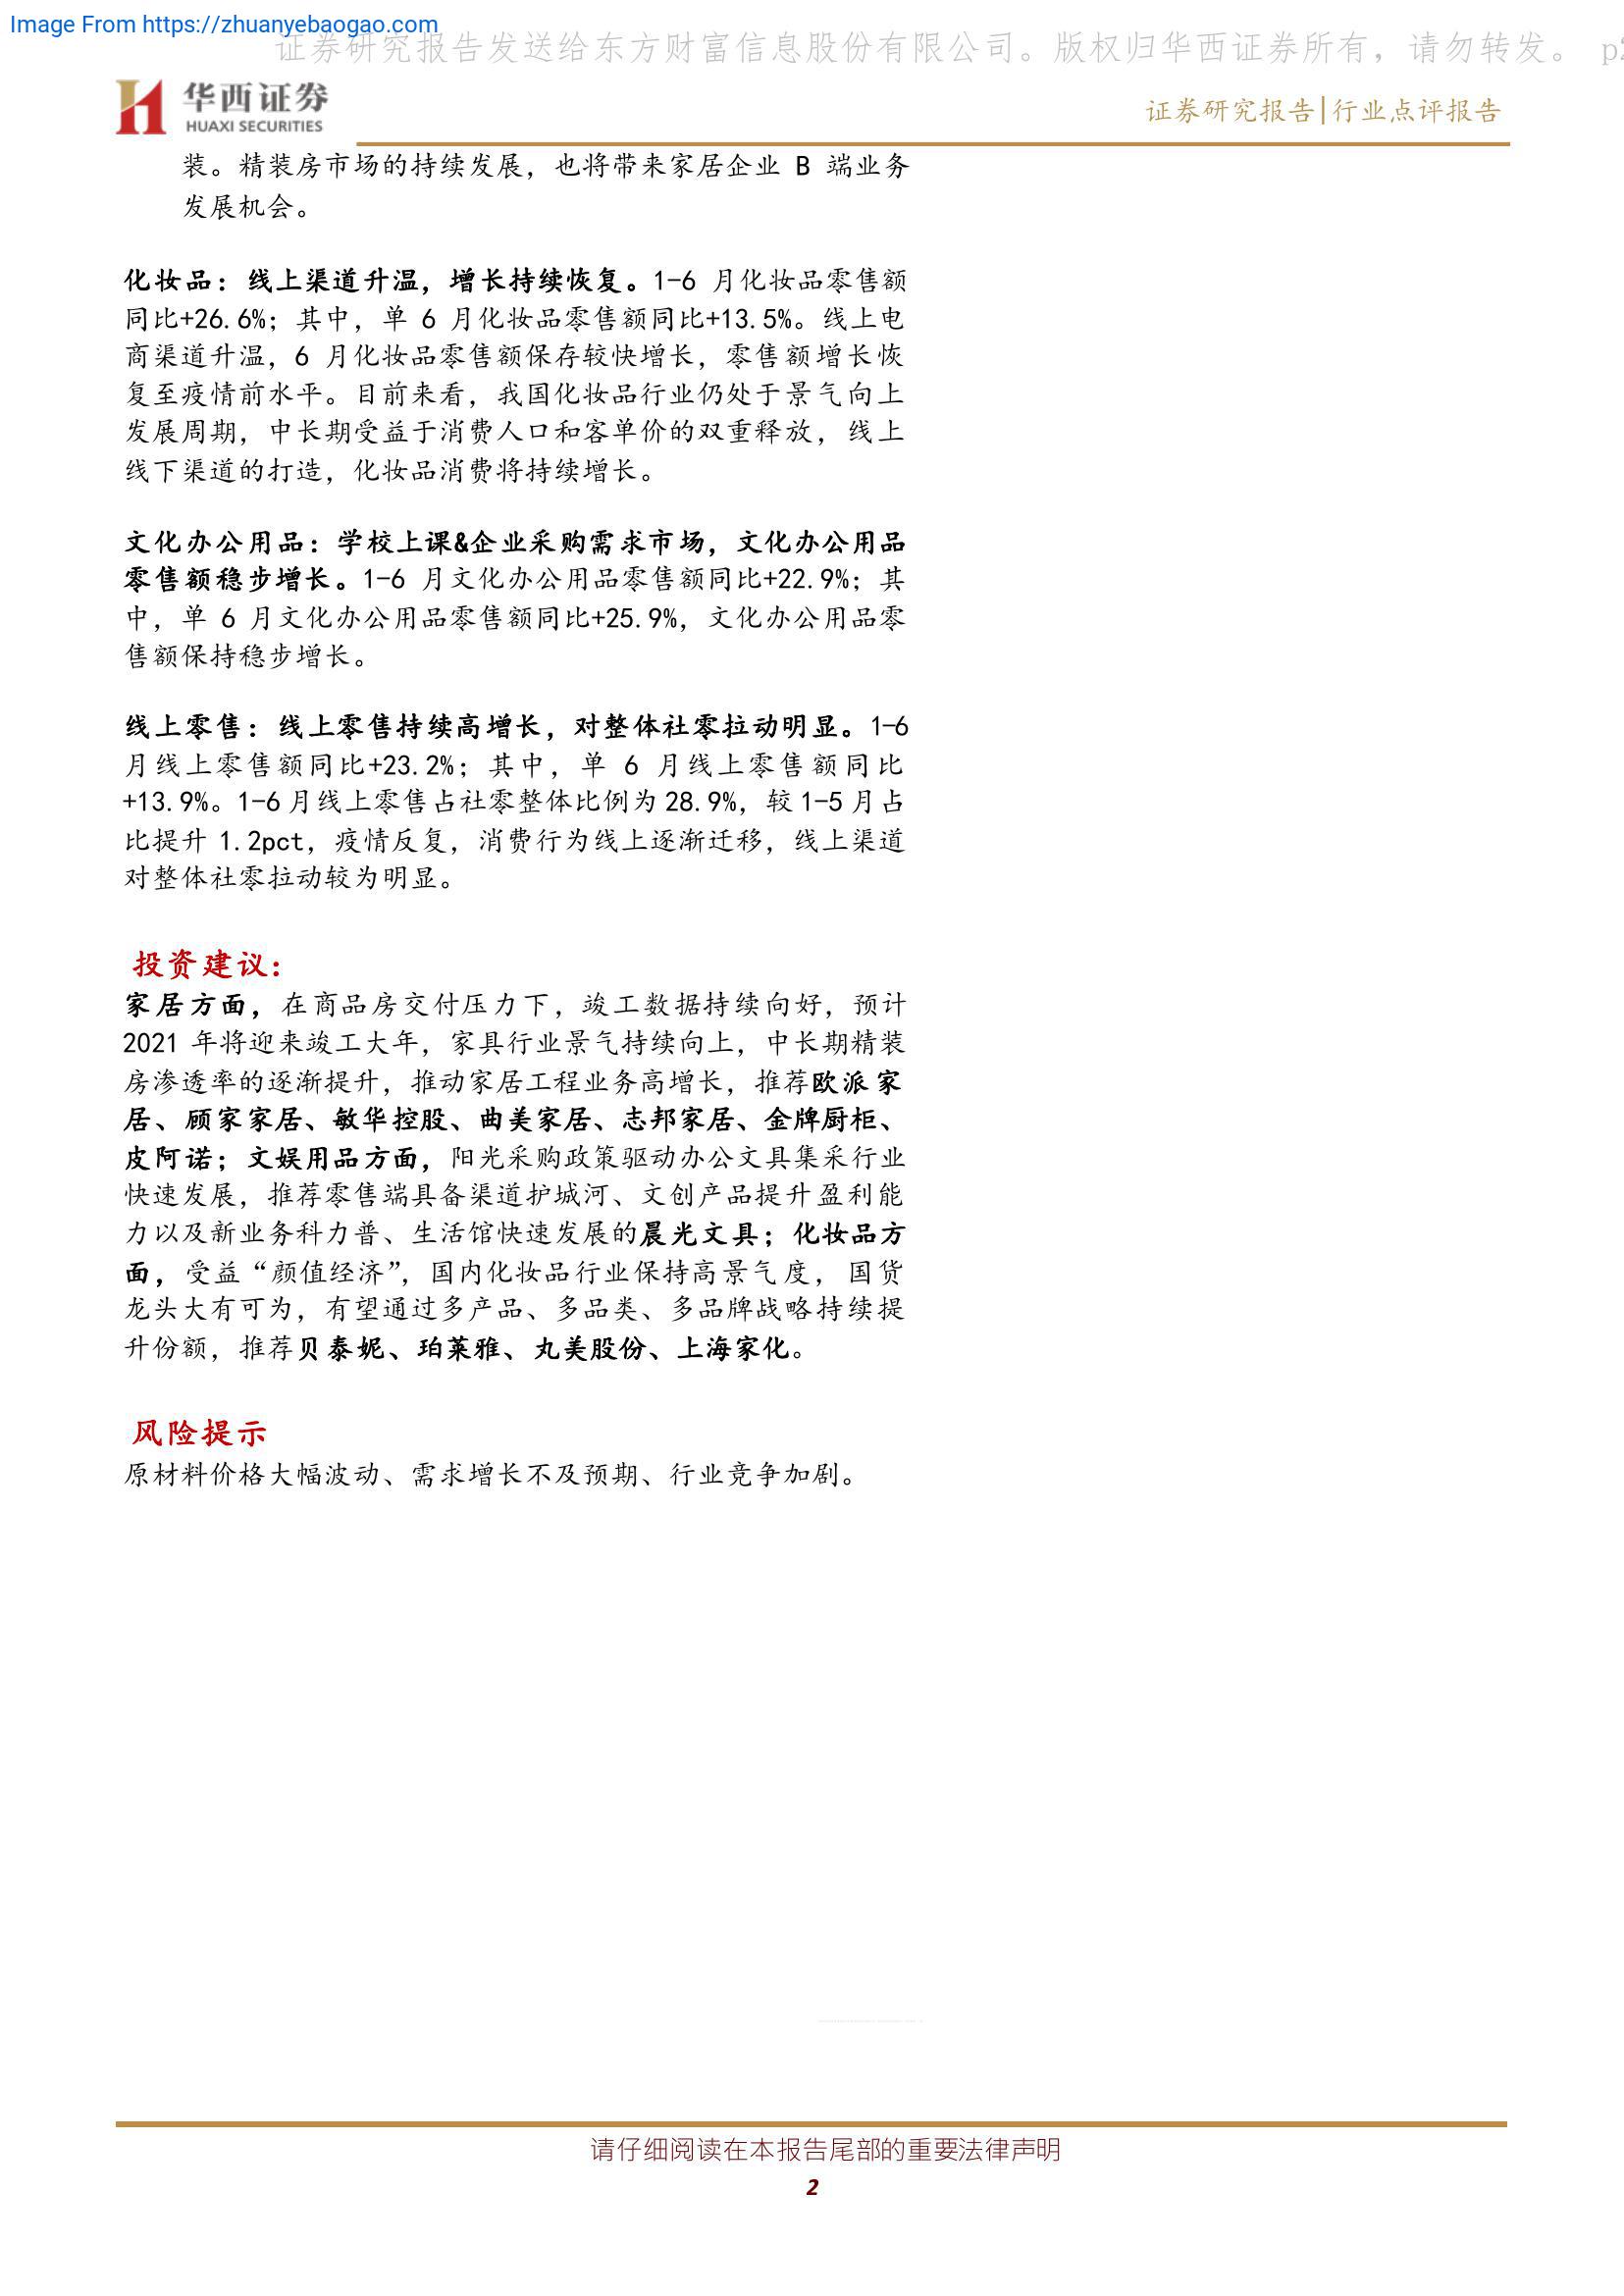 Image From https://zhuanyebaogao.com
证券研究报告发送给东方财富信息股份有限公司。版权归华西证券所有，请勿转发。 p2
华西证券
HUAXI SECURITIES
证券研究报告|行业点评报告
装。精装房市场的持续发展，也将带来家居企业 B 端业务
发展机会。
化妆品：线上渠道升温，增长持续恢复。1-6 月化妆品零售额
同比+26.6%；其中，单 6 月化妆品零售额同比+13.5%。线上电
商渠道升温，6 月化妆品零售额保存较快增长，零售额增长恢
复至疫情前水平。目前来看，我国化妆品行业仍处于景气向上
发展周期，中长期受益于消费人口和客单价的双重释放，线上
线下渠道的打造，化妆品消费将持续增长。
文化办公用品：学校上课&企业采购需求市场，文化办公用品
零售额稳步增长。1-6 月文化办公用品零售额同比+22.9%；其
中，单 6 月文化办公用品零售额同比+25.9%，文化办公用品零
售额保持稳步增长。
线上零售：线上零售持续高增长，对整体社零拉动明显。1-6
月线上零售额同比+23.2%；其中，单 6 月线上零售额同比
+13.9%。1-6 月线上零售占社零整体比例为 28.9%，较 1-5 月占
比提升 1.2pct，疫情反复，消费行为线上逐渐迁移，线上渠道
对整体社零拉动较为明显。
投资建议：
家居方面，在商品房交付压力下，竣工数据持续向好，预计
2021 年将迎来竣工大年，家具行业景气持续向上，中长期精装
房渗透率的逐渐提升，推动家居工程业务高增长，推荐欧派家
居、顾家家居、敏华控股、曲美家居、志邦家居、金牌厨柜、
皮阿诺；文娱用品方面，阳光采购政策驱动办公文具集采行业
快速发展，推荐零售端具备渠道护城河、文创产品提升盈利能
力以及新业务科力普、生活馆快速发展的晨光文具；化妆品方
面，受益“颜值经济”，国内化妆品行业保持高景气度，国货
龙头大有可为，有望通过多产品、多品类、多品牌战略持续提
升份额，推荐贝泰妮、珀莱雅、丸美股份、上海家化。
风险提示
原材料价格大幅波动、需求增长不及预期、行业竞争加剧。
请仔细阅读在本报告尾部的重要法律声明
2